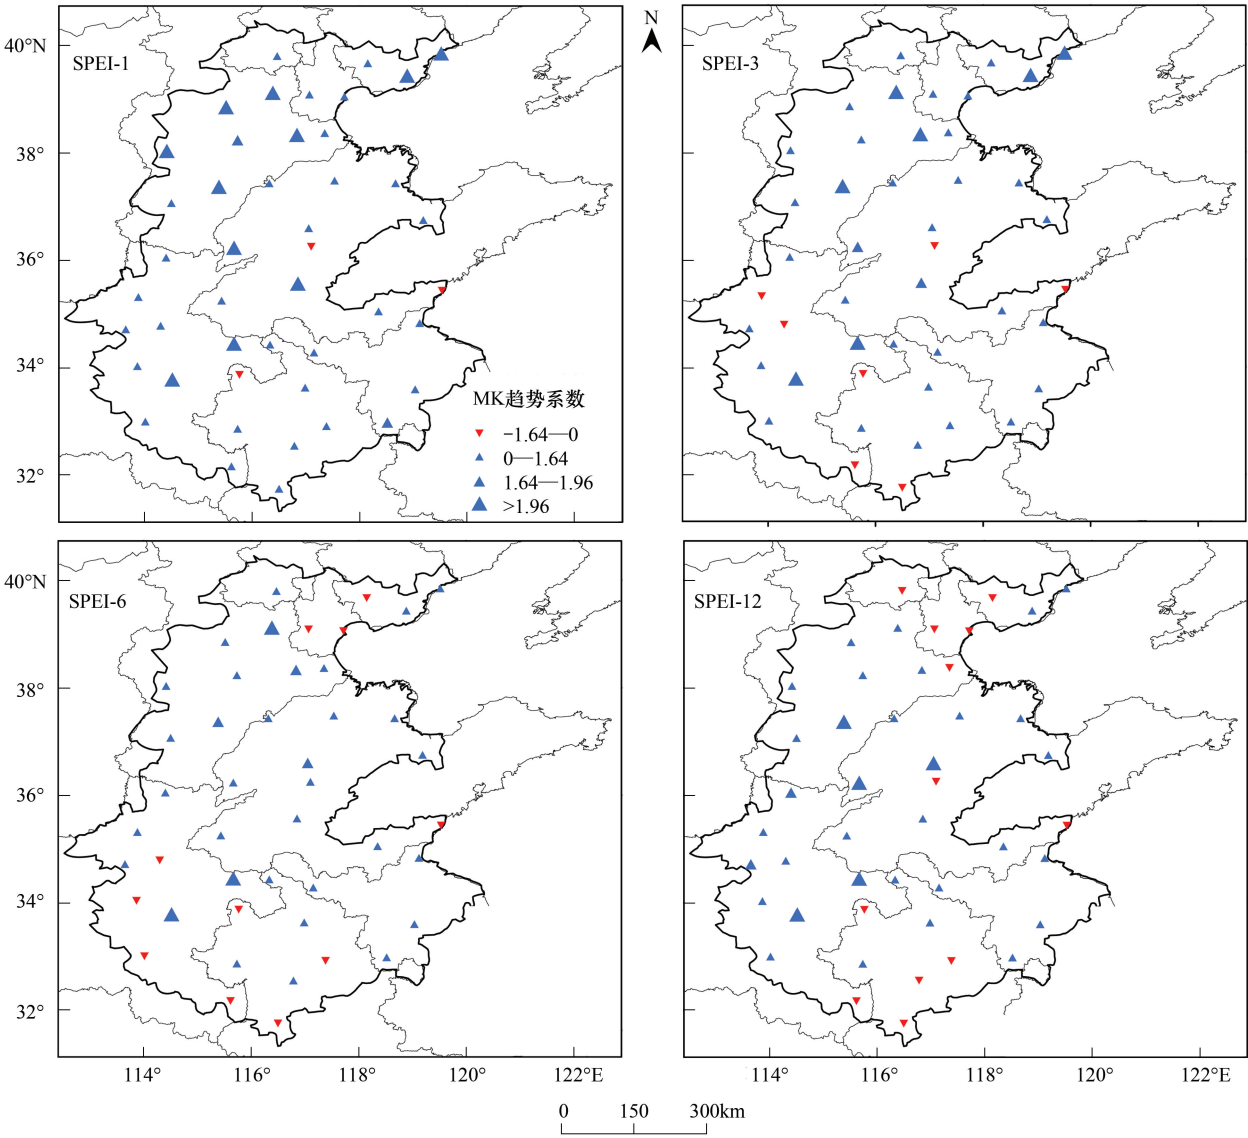 N
40°N
SPEI-1
SPEI-3
38°
36°
34°
32°
MK趋势系数
−1.64—0
0—1.64
1.64—1.96
>1.96
40°N
SPEI-6
SPEI-12
38°
36°
34°
32°
114° 116° 118° 120° 122°E
114° 116° 118° 120° 122°E
0 150 300km